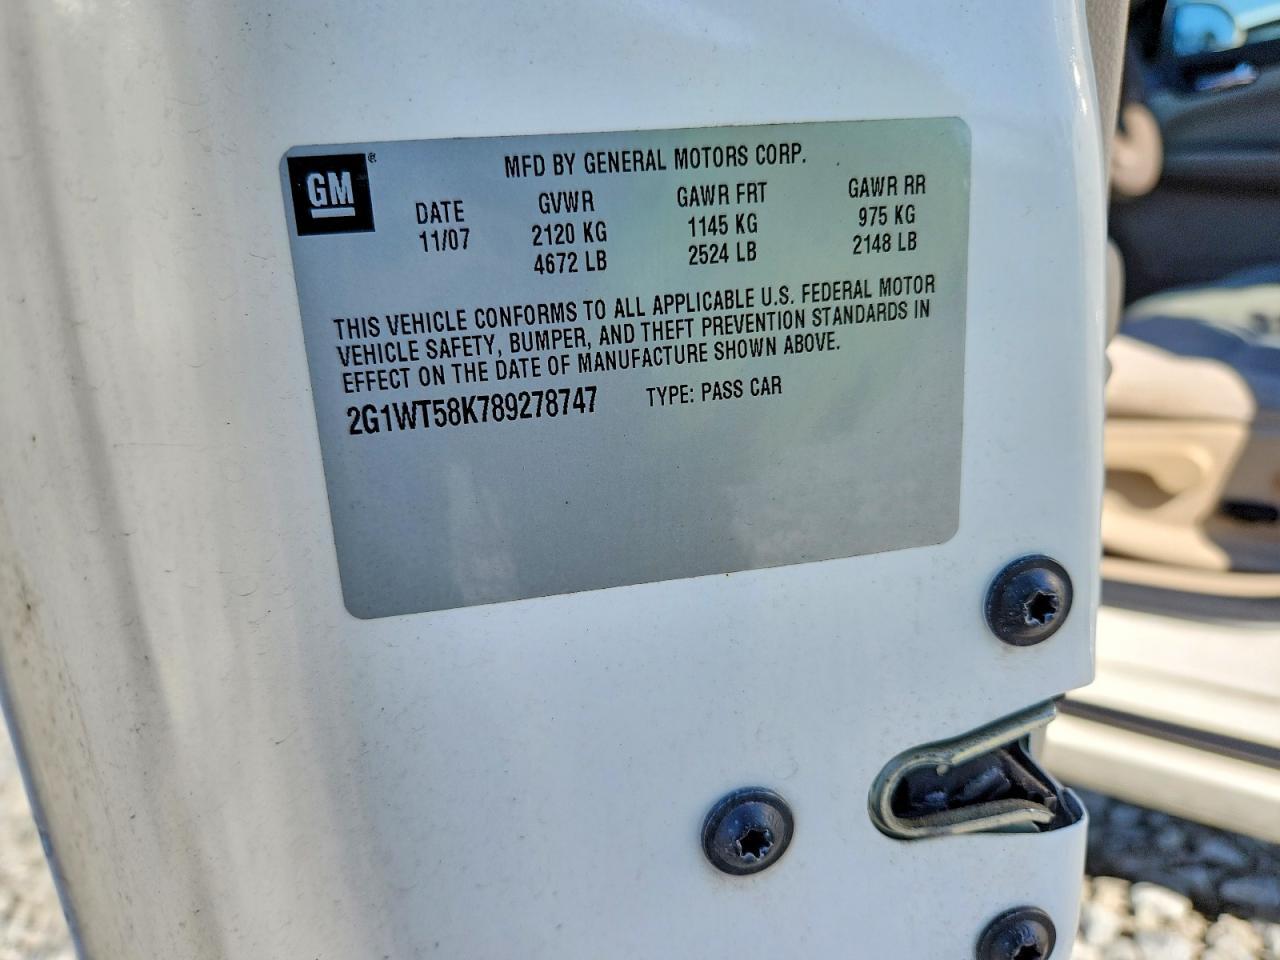 GM®
MFD BY GENERAL MOTORS CORP.
DATE GVWR GAWR FRT GAWR RR
11/07 2120 KG 1145 KG 975 KG
4672 LB 2524 LB 2148 LB
THIS VEHICLE CONFORMS TO ALL APPLICABLE U.S. FEDERAL MOTOR
VEHICLE SAFETY, BUMPER, AND THEFT PREVENTION STANDARDS IN
EFFECT ON THE DATE OF MANUFACTURE SHOWN ABOVE.
2G1WT58K789278747 TYPE: PASS CAR